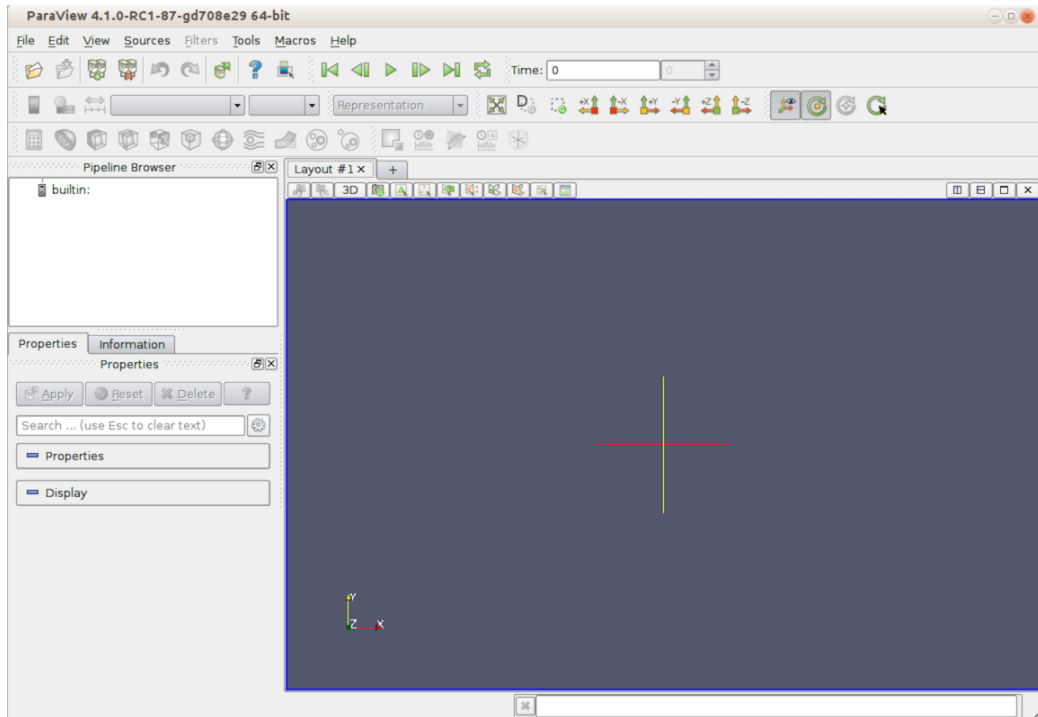 ParaView 4.1.0-RC1-87-gd708e29 64-bit
File Edit View Sources Filters Tools Macros Help
? Time: 0 0
Representation D +X -X +Y -Y +Z -Z
Pipeline Browser
Layout #1 x +
builtin:
3D
Properties Information
Properties
Apply Reset Delete ?
Search ... (use Esc to clear text)
Properties
Display
Y
Z X